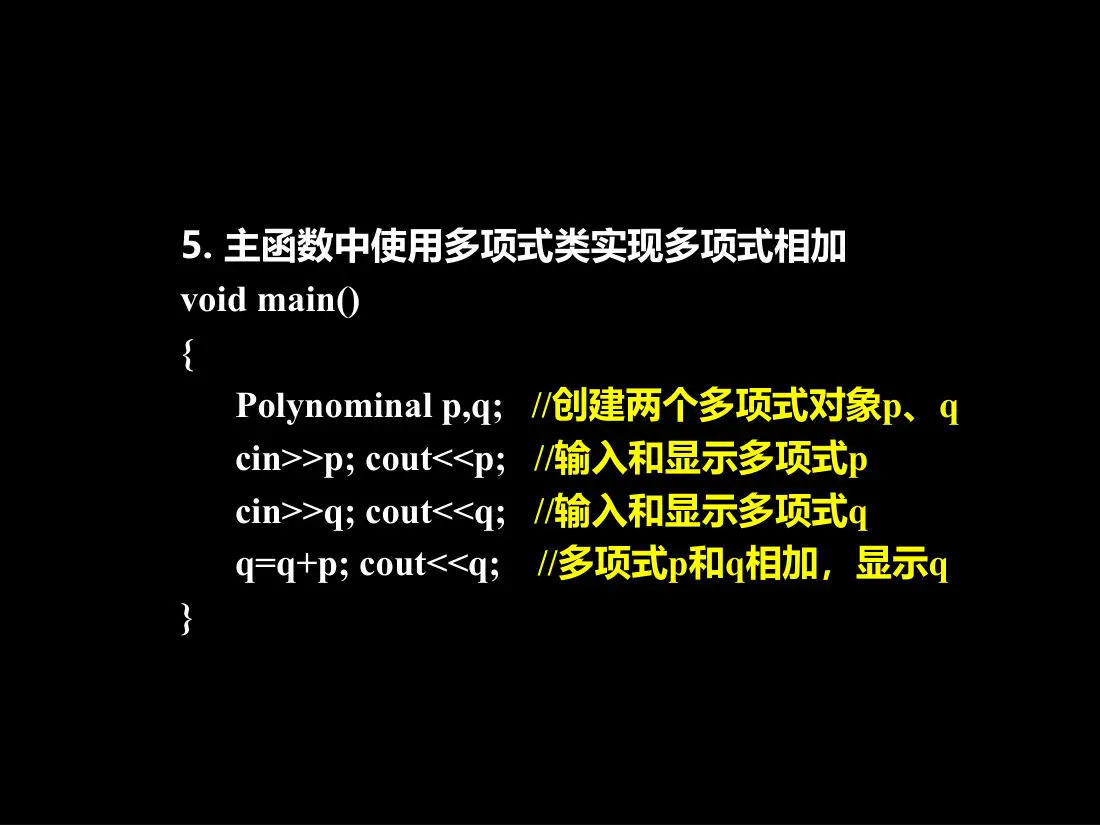 5. 主函数中使用多项式类实现多项式相加
void main()
{
Polynominal p,q; //创建两个多项式对象p、q
cin>>p; cout<<p; //输入和显示多项式p
cin>>q; cout<<q; //输入和显示多项式q
q=q+p; cout<<q; //多项式p和q相加，显示q
}